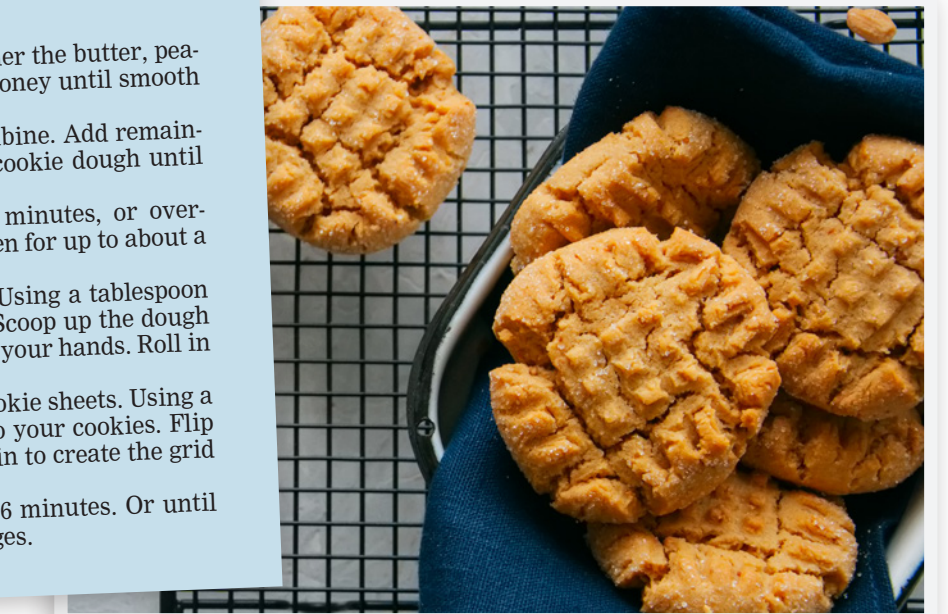 er the butter, pea-
oney until smooth
bine. Add remain-
cookie dough until
minutes, or over-
en for up to about a
Using a tablespoon
Scoop up the dough
your hands. Roll in
okie sheets. Using a
o your cookies. Flip
in to create the grid
6 minutes. Or until
ges.